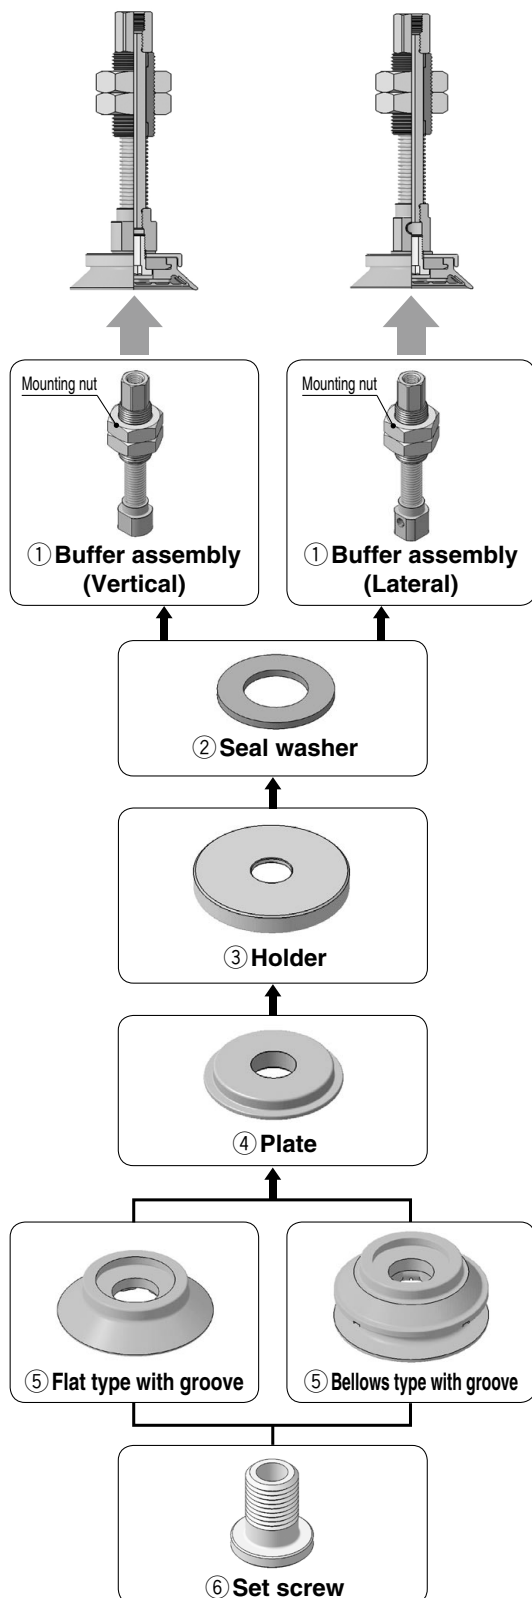 Mounting nut
① Buffer assembly
(Vertical)
Mounting nut
① Buffer assembly
(Lateral)
② Seal washer
③ Holder
④ Plate
⑤ Flat type with groove
⑤ Bellows type with groove
⑥ Set screw